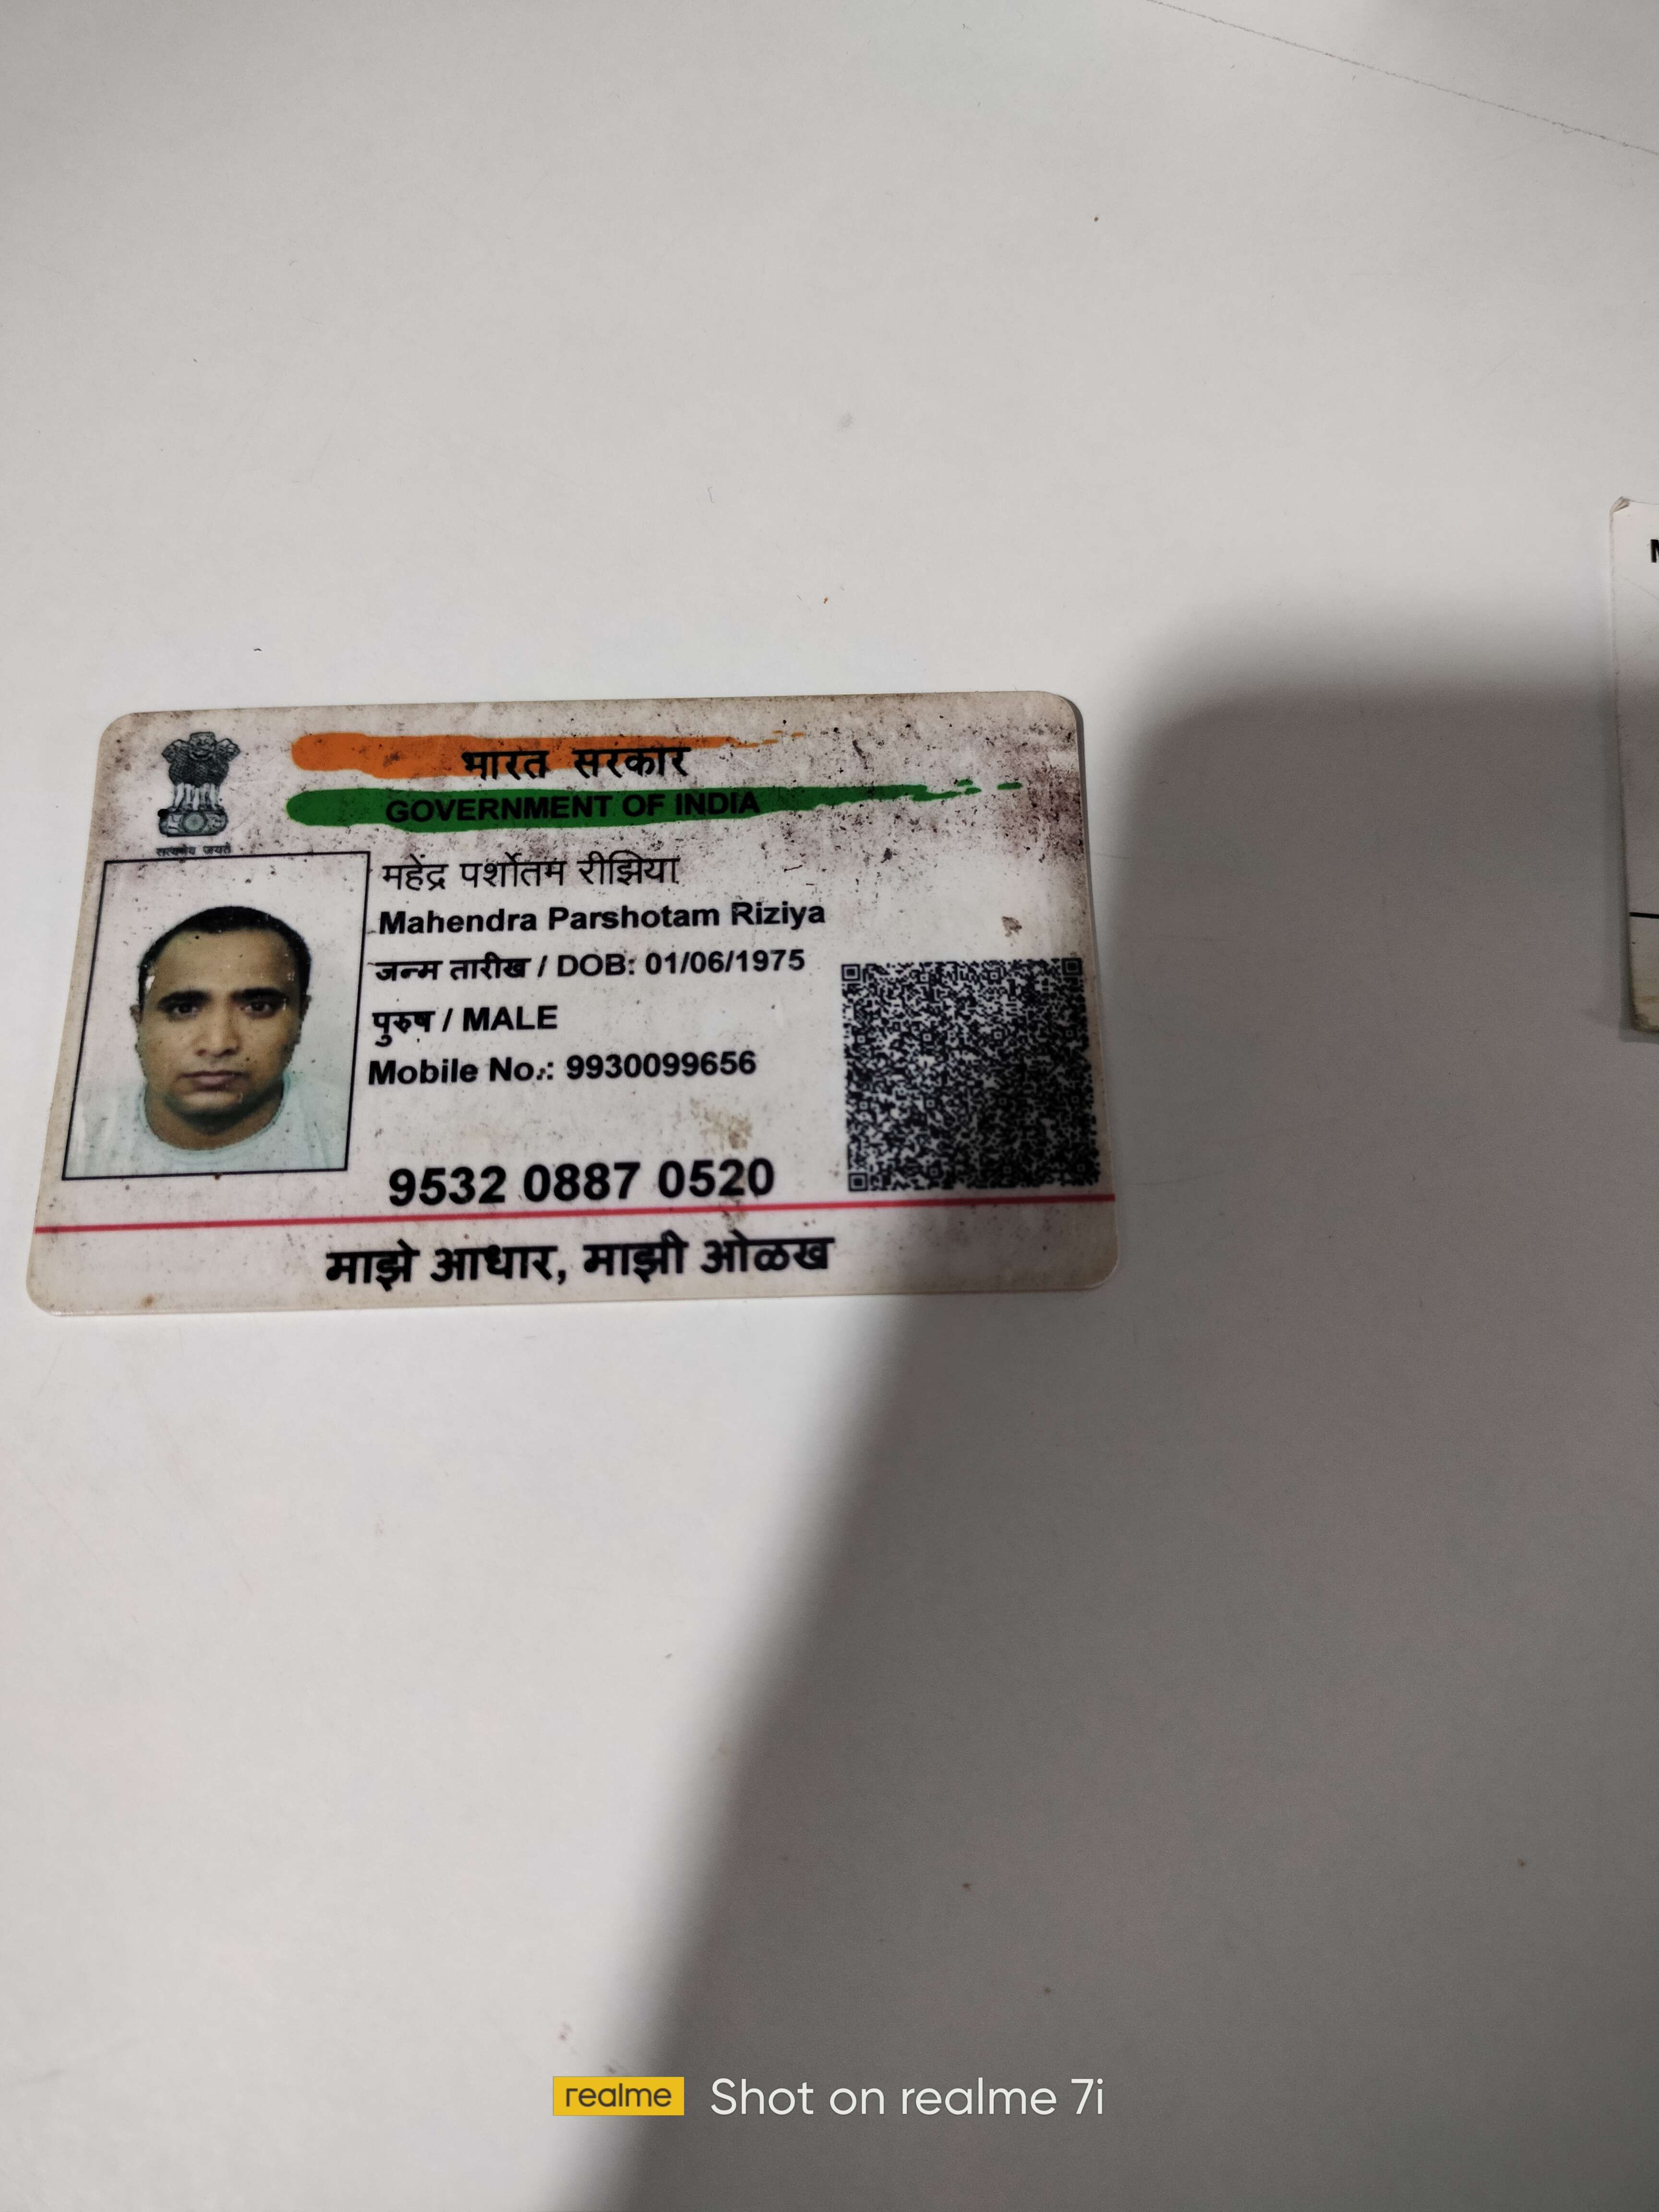 भारत सरकार
GOVERNMENT OF INDIA
सत्यमेव जयते
महेंद्र पर्शोतम रीझिया
Mahendra Parshotam Riziya
जन्म तारीख / DOB: 01/06/1975
पुरुष / MALE
Mobile No.: 9930099656
9532 0887 0520
माझे आधार, माझी ओळख
realme Shot on realme 7i